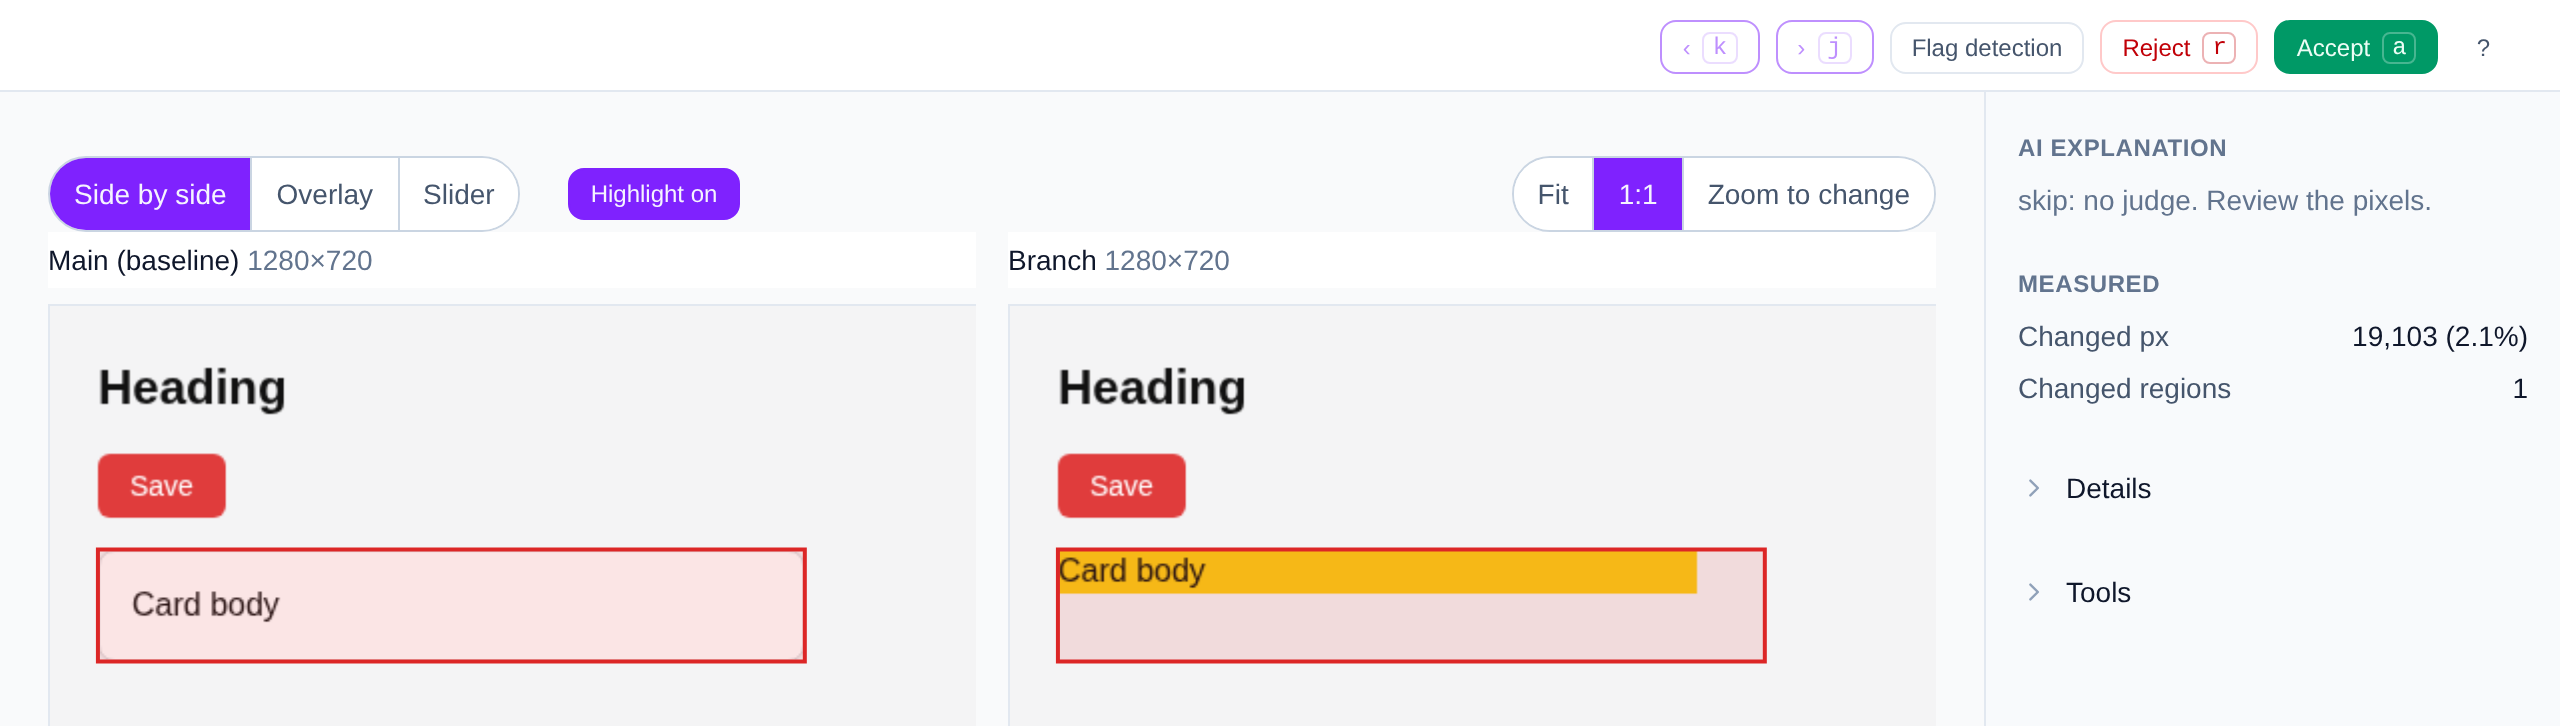 ‹ k › j Flag detection Reject r Accept a ?
Side by side Overlay Slider Highlight on Fit 1:1 Zoom to change
Main (baseline) 1280×720
Heading
Save
Card body
Branch 1280×720
Heading
Save
Card body
AI EXPLANATION
skip: no judge. Review the pixels.
MEASURED
Changed px 19,103 (2.1%)
Changed regions 1
Details
Tools